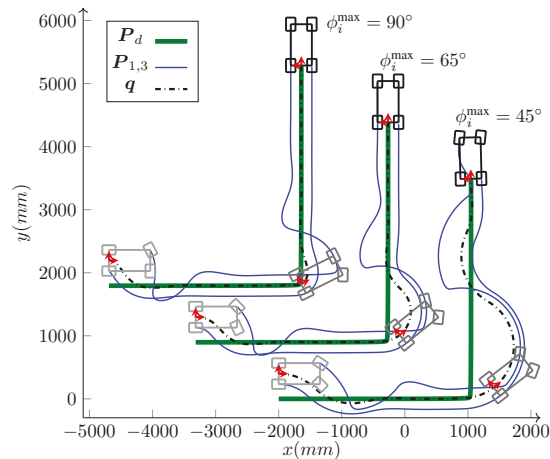 6000
5000
4000
3000
2000
1000
0
y(mm)
P_d
P_{1,3}
q
ϕ_i^max = 90°
ϕ_i^max = 65°
ϕ_i^max = 45°
−5000 −4000 −3000 −2000 −1000 0 1000 2000
x(mm)